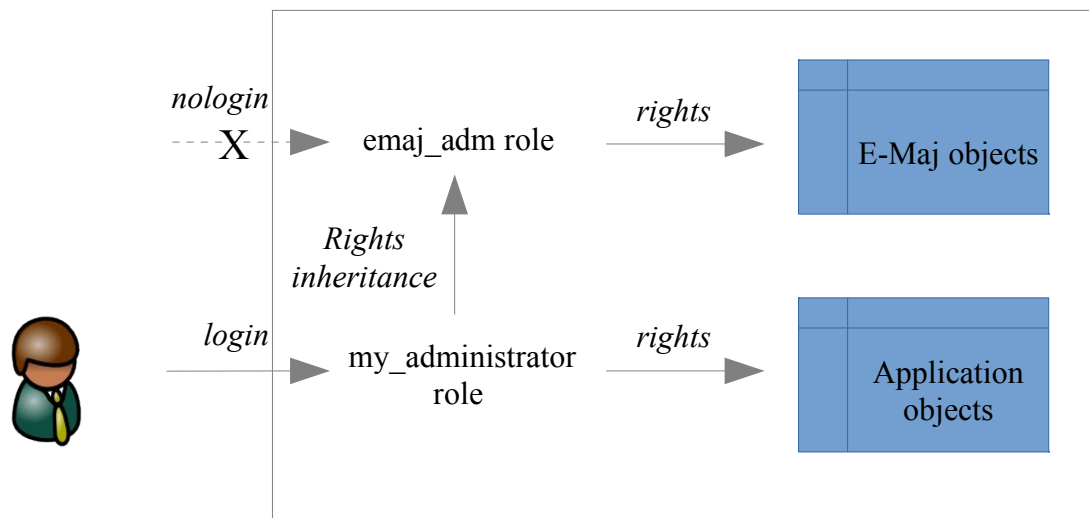 nologin
X
emaj_adm role
rights
E-Maj objects
Rights
inheritance
login
my_administrator
role
rights
Application
objects